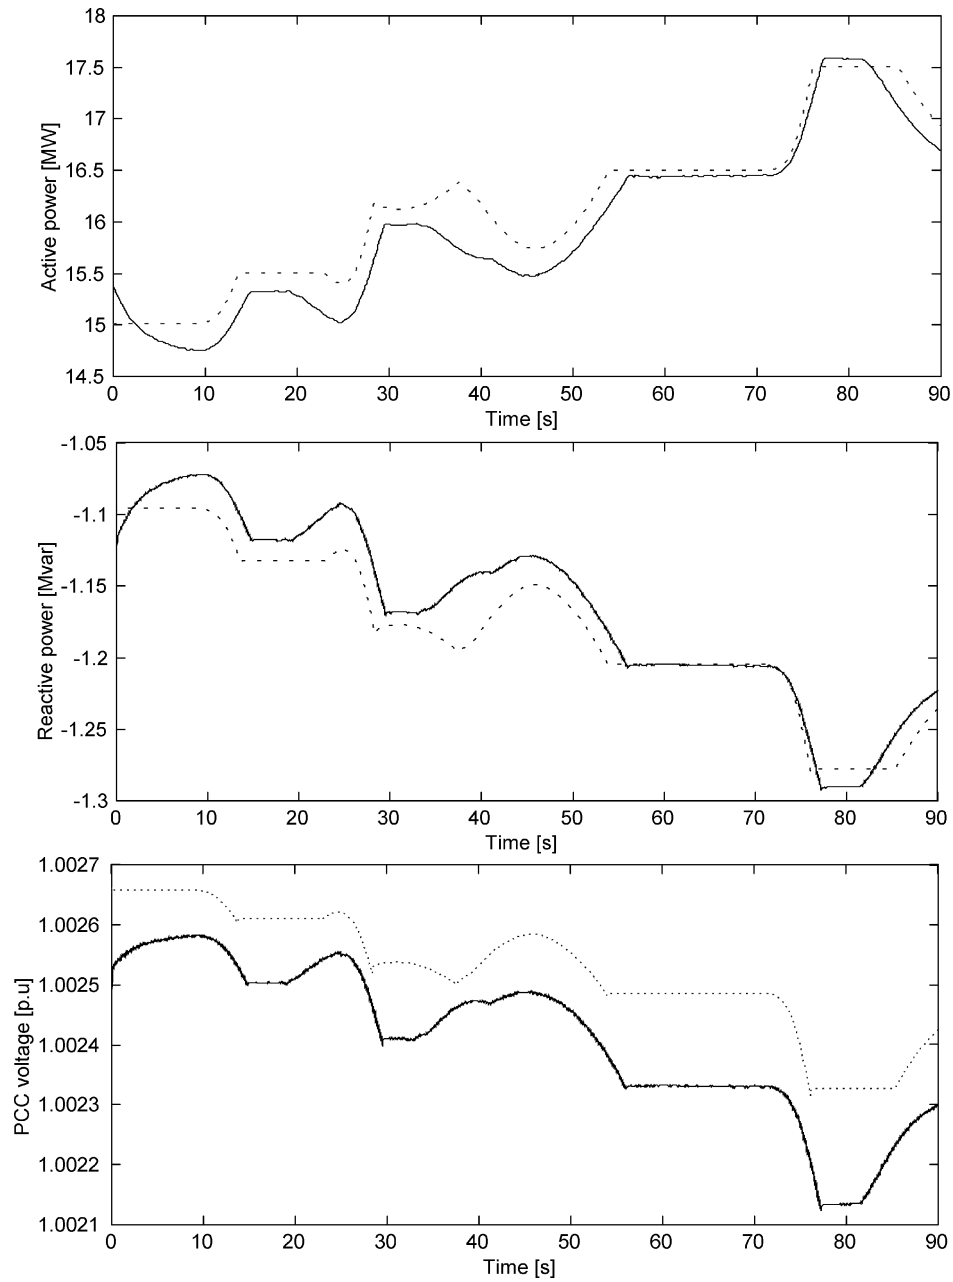 18
17.5
17
16.5
16
15.5
15
14.5
Active power [MW]
0 10 20 30 40 50 60 70 80 90
Time [s]
-1.05
-1.1
-1.15
-1.2
-1.25
-1.3
Reactive power [Mvar]
0 10 20 30 40 50 60 70 80 90
Time [s]
1.0027
1.0026
1.0025
1.0024
1.0023
1.0022
1.0021
PCC voltage [p.u]
0 10 20 30 40 50 60 70 80 90
Time [s]